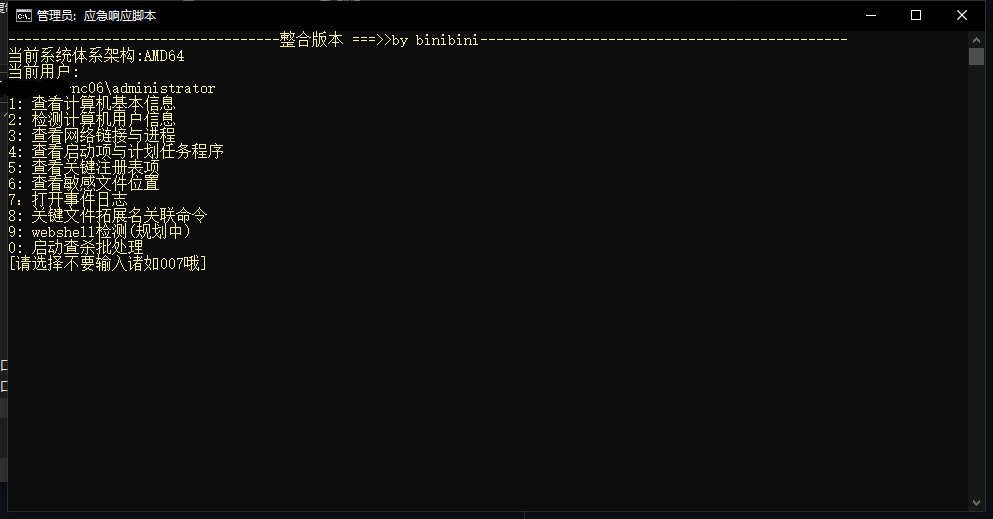 管理员: 应急响应脚本
----------------------------------整合版本 ===>>by binibini----------------------------------------------
当前系统体系架构:AMD64
当前用户:
nc06\administrator
1: 查看计算机基本信息
2: 检测计算机用户信息
3: 查看网络链接与进程
4: 查看启动项与计划任务程序
5: 查看关键注册表项
6: 查看敏感文件位置
7: 打开事件日志
8: 关键文件拓展名关联命令
9: webshell检测(规划中)
0: 启动查杀批处理
[请选择不要输入诸如007哦]